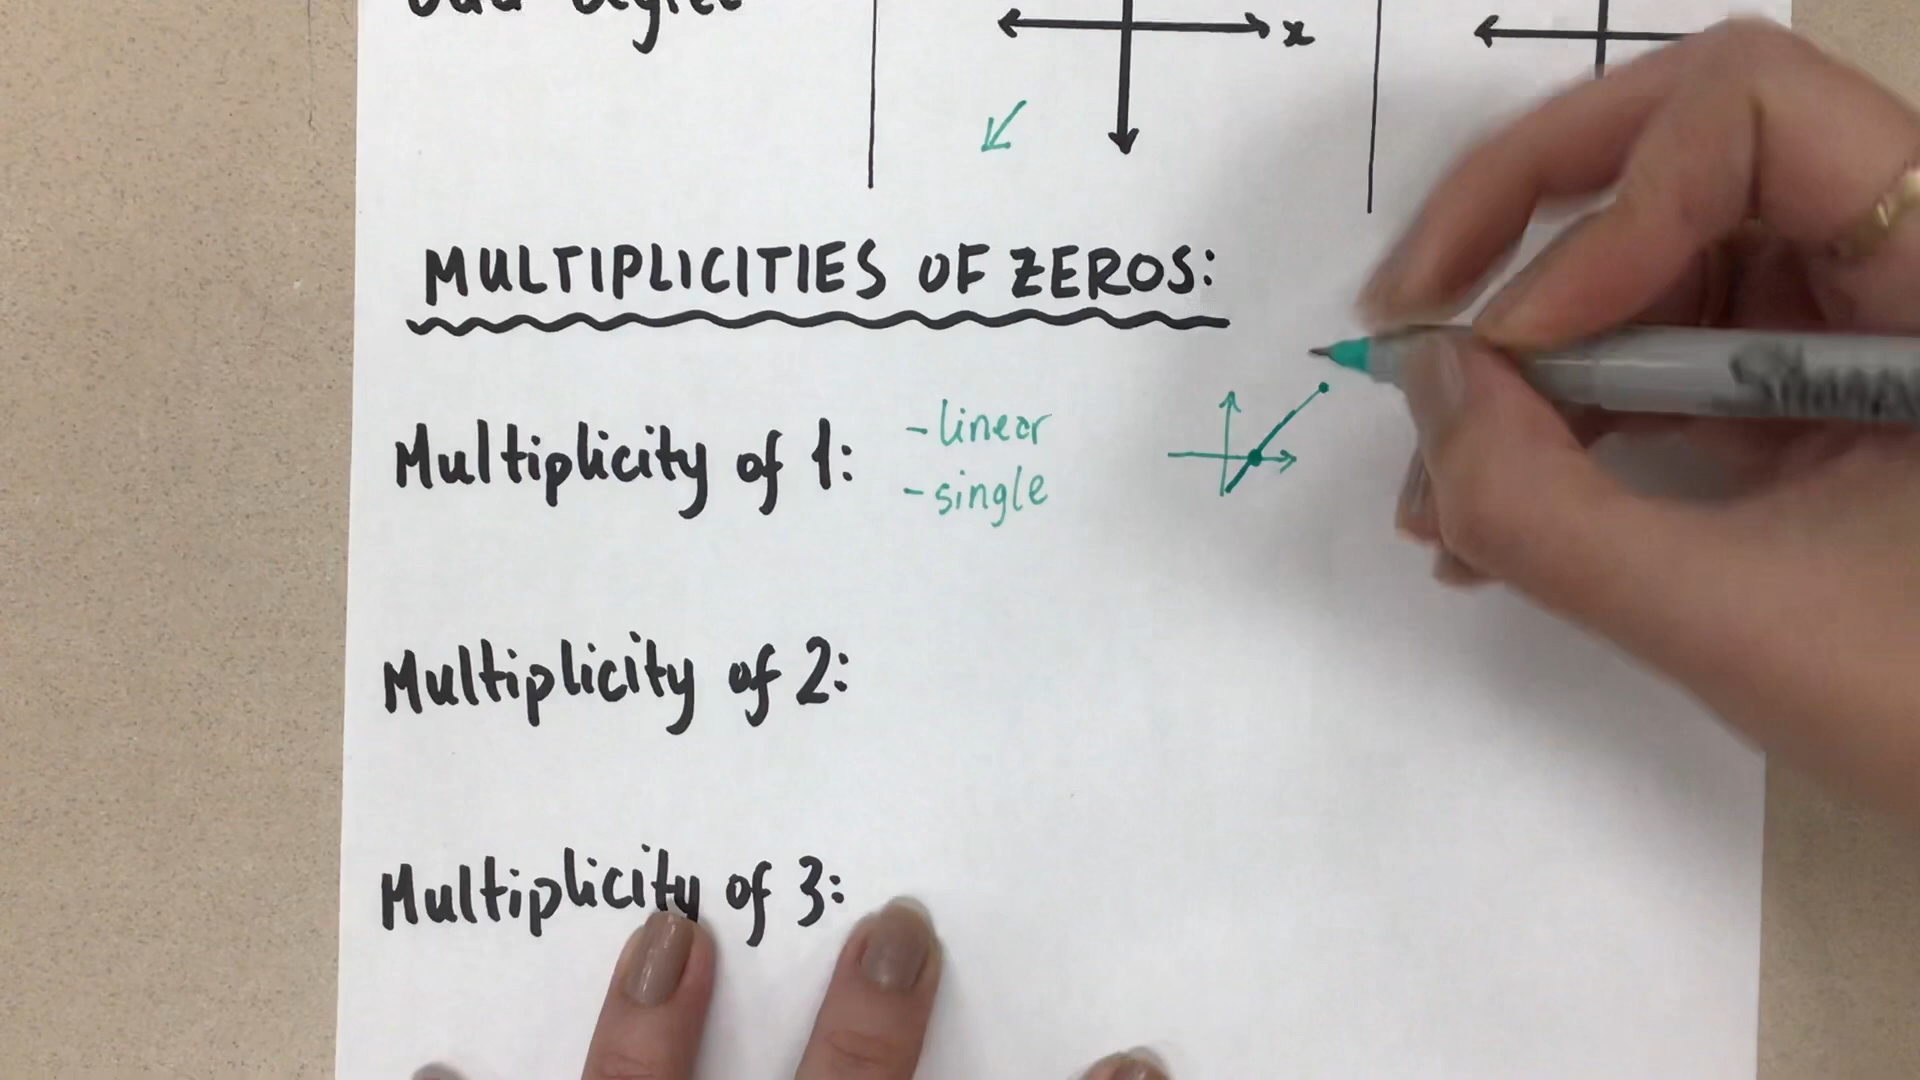 x
MULTIPLICITIES OF ZEROS:
Multiplicity of 1:
- linear
- single
Multiplicity of 2:
Multiplicity of 3: